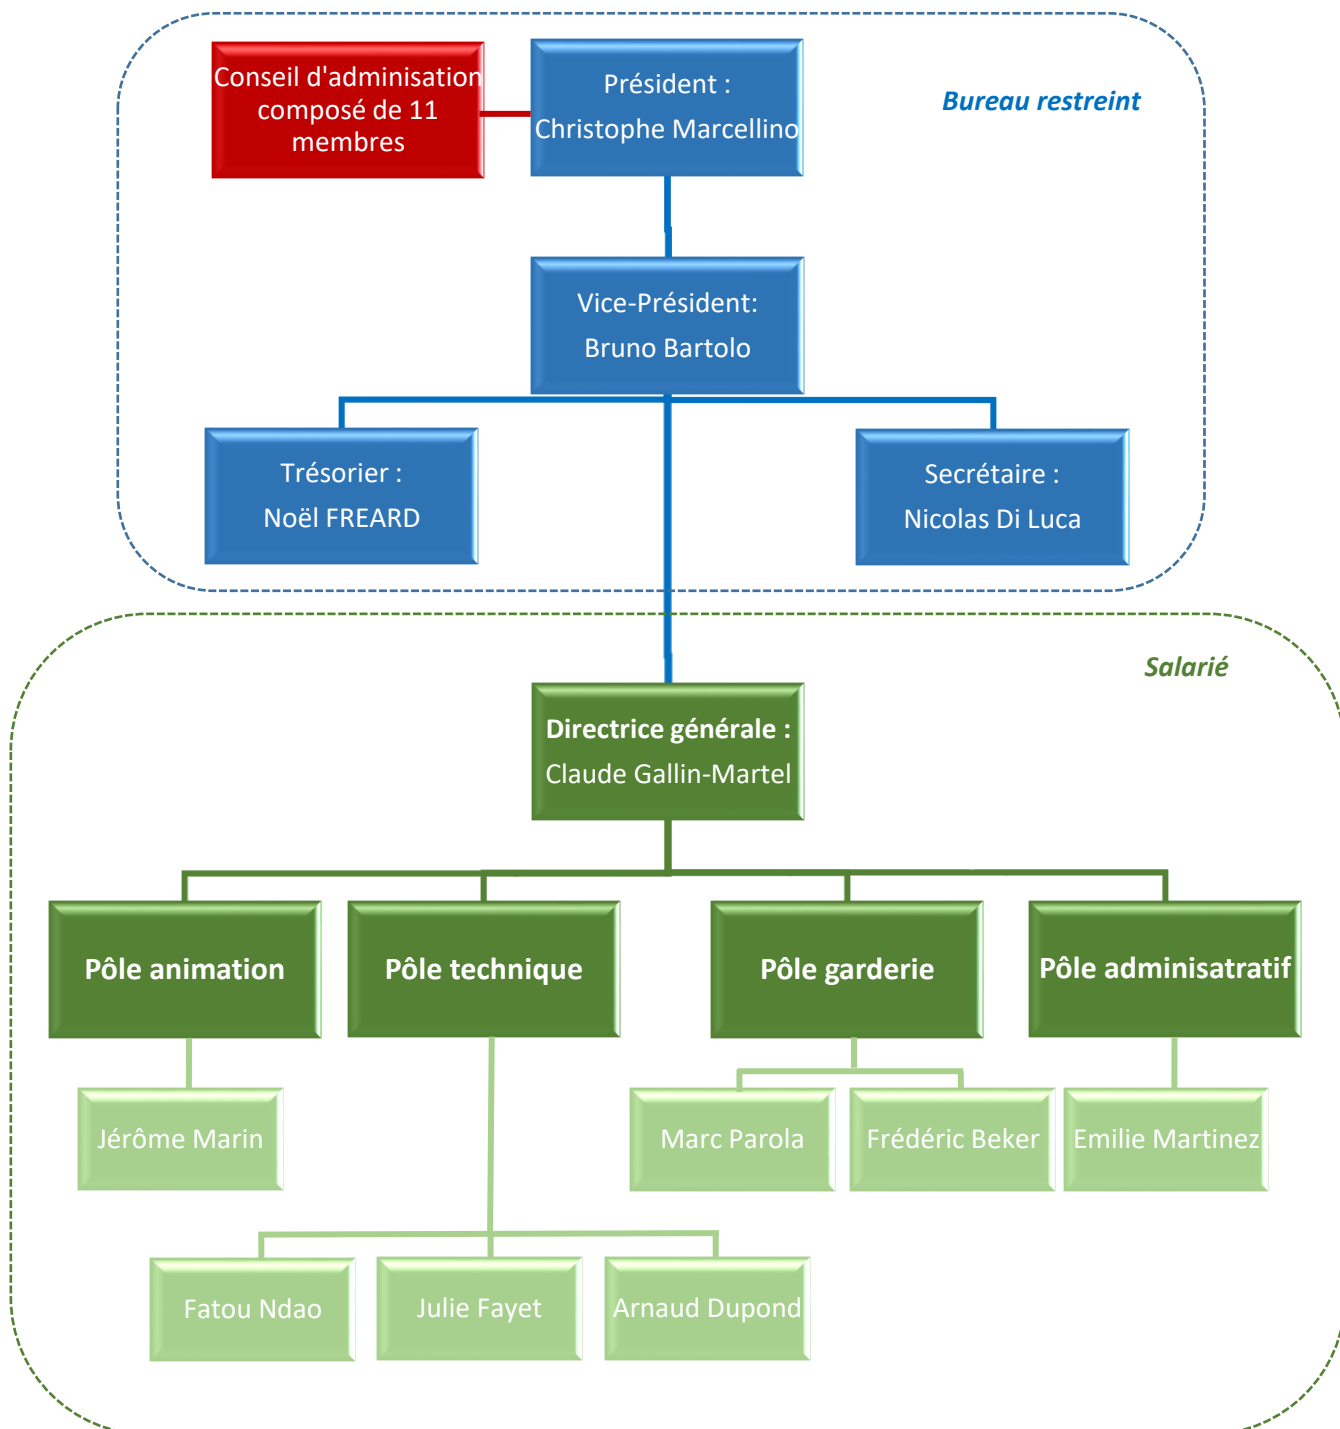 Conseil d'adminisation
composé de 11
membres
Président :
Christophe Marcellino
Bureau restreint
Vice-Président:
Bruno Bartolo
Trésorier :
Noël FREARD
Secrétaire :
Nicolas Di Luca
Salarié
Directrice générale :
Claude Gallin-Martel
Pôle animation
Pôle technique
Pôle garderie
Pôle adminisatratif
Jérôme Marin
Marc Parola
Frédéric Beker
Emilie Martinez
Fatou Ndao
Julie Fayet
Arnaud Dupond